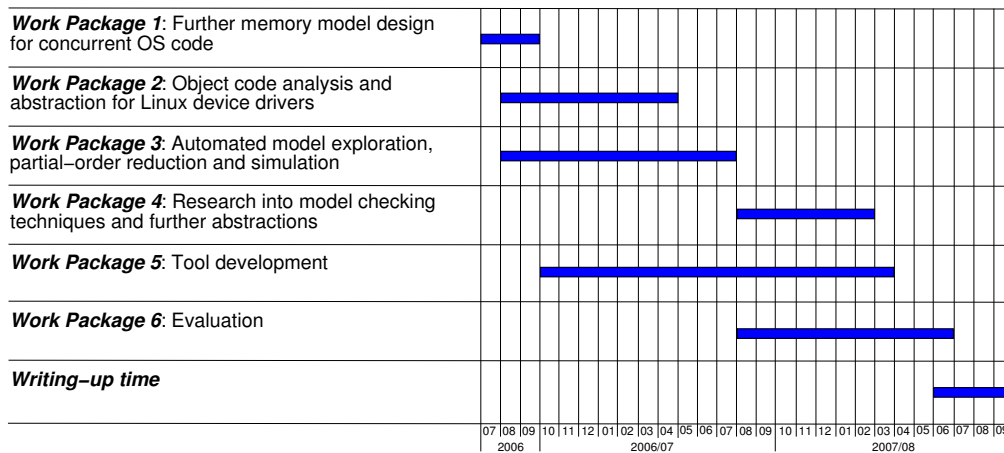 Work Package 1: Further memory model design
for concurrent OS code
Work Package 2: Object code analysis and
abstraction for Linux device drivers
Work Package 3: Automated model exploration,
partial−order reduction and simulation
Work Package 4: Research into model checking
techniques and further abstractions
Work Package 5: Tool development
Work Package 6: Evaluation
Writing−up time
07 08 09 10 11 12 01 02 03 04 05 06 07 08 09 10 11 12 01 02 03 04 05 06 07 08 09
2006 2006/07 2007/08